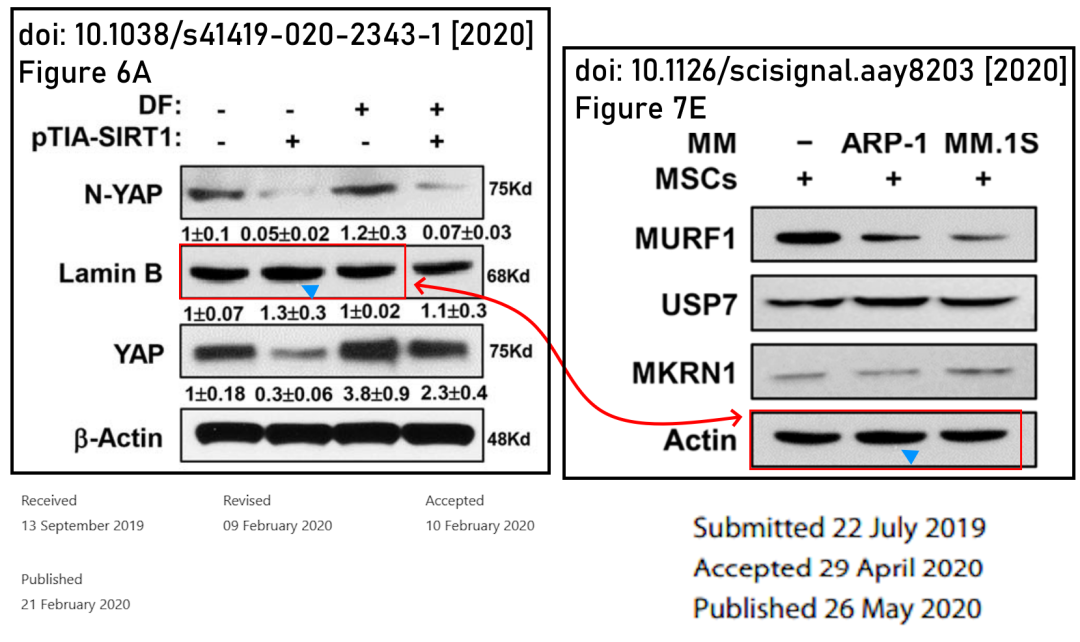 doi: 10.1038/s41419-020-2343-1 [2020]
Figure 6A
DF: - - + +
pTIA-SIRT1: - + - +
N-YAP 75Kd
1±0.1 0.05±0.02 1.2±0.3 0.07±0.03
Lamin B 68Kd
1±0.07 1.3±0.3 1±0.02 1.1±0.3
YAP 75Kd
1±0.18 0.3±0.06 3.8±0.9 2.3±0.4
β-Actin 48Kd
Received Revised Accepted
13 September 2019 09 February 2020 10 February 2020
Published
21 February 2020
doi: 10.1126/scisignal.aay8203 [2020]
Figure 7E
MM − ARP-1 MM.1S
MSCs + + +
MURF1
USP7
MKRN1
Actin
Submitted 22 July 2019
Accepted 29 April 2020
Published 26 May 2020